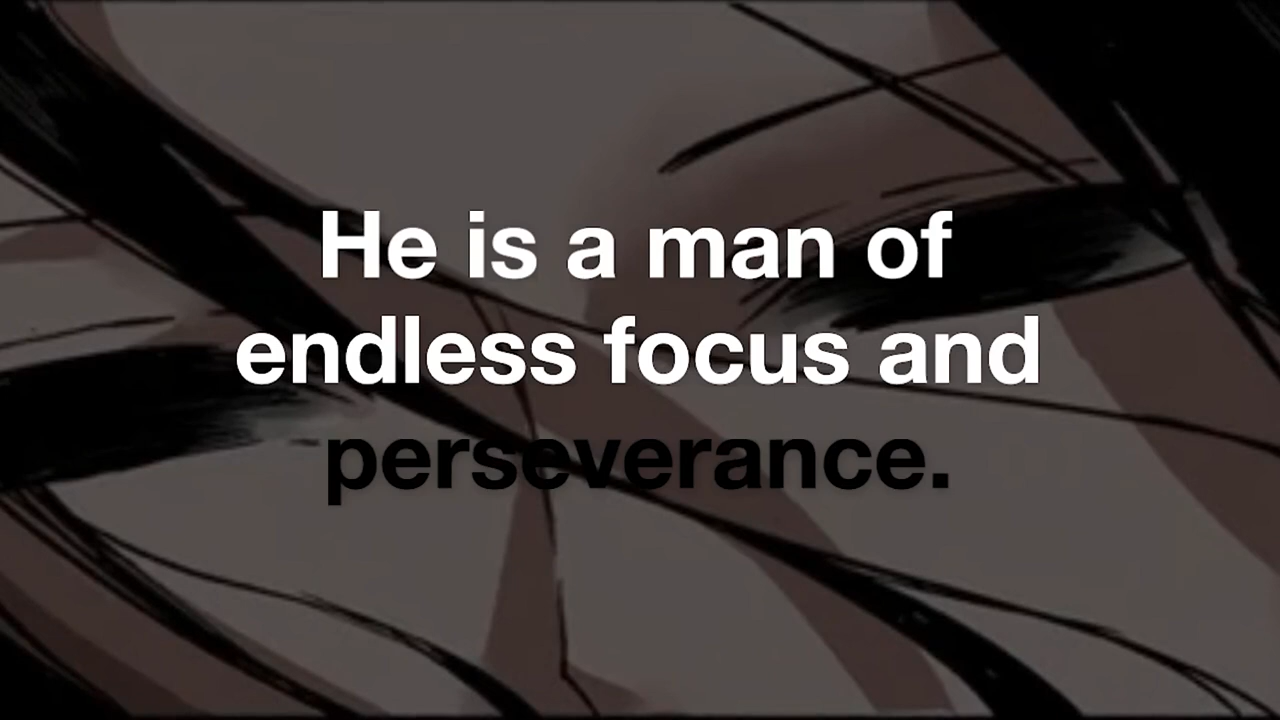 He is a man of
endless focus and
perseverance.